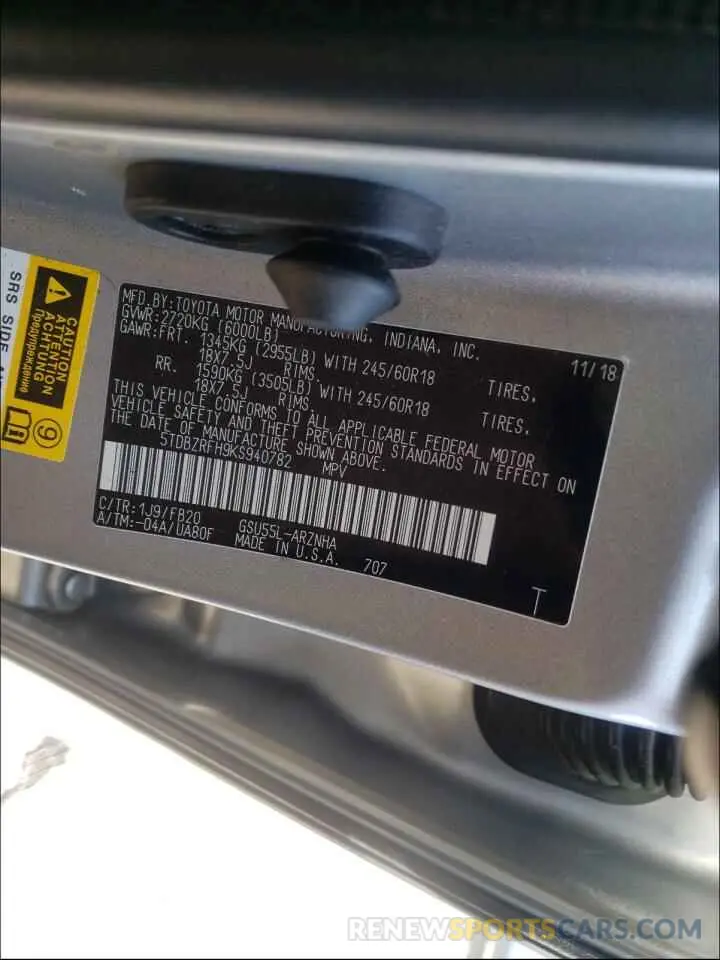 SRS SIDE
CAUTION
ATTENTION
ACHTUNG
Предупреждение
9
MFD.BY:TOYOTA MOTOR MANUFACTURING, INDIANA, INC.
GVWR:2720KG (6000LB) 11/18
GAWR:FRT. 1345KG (2955LB) WITH 245/60R18 TIRES.
18X7.5J RIMS.
RR. 1590KG (3505LB) WITH 245/60R18 TIRES.
18X7.5J RIMS.
THIS VEHICLE CONFORMS TO ALL APPLICABLE FEDERAL MOTOR
VEHICLE SAFETY AND THEFT PREVENTION STANDARDS IN EFFECT ON
THE DATE OF MANUFACTURE SHOWN ABOVE.
5TDBZRFH9KS940782 MPV
C/TR:1J9/FB20 GSU55L-ARZNHA
A/TM:-04A/UA80F MADE IN U.S.A. 707
T
RENEWSPORTSCARS.COM